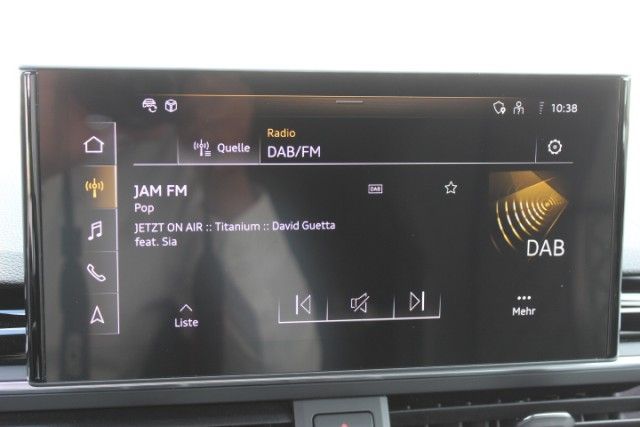 10:38
Quelle
Radio
DAB/FM
JAM FM
DAB
Pop
JETZT ON AIR :: Titanium :: David Guetta
feat. Sia
DAB
Liste
Mehr